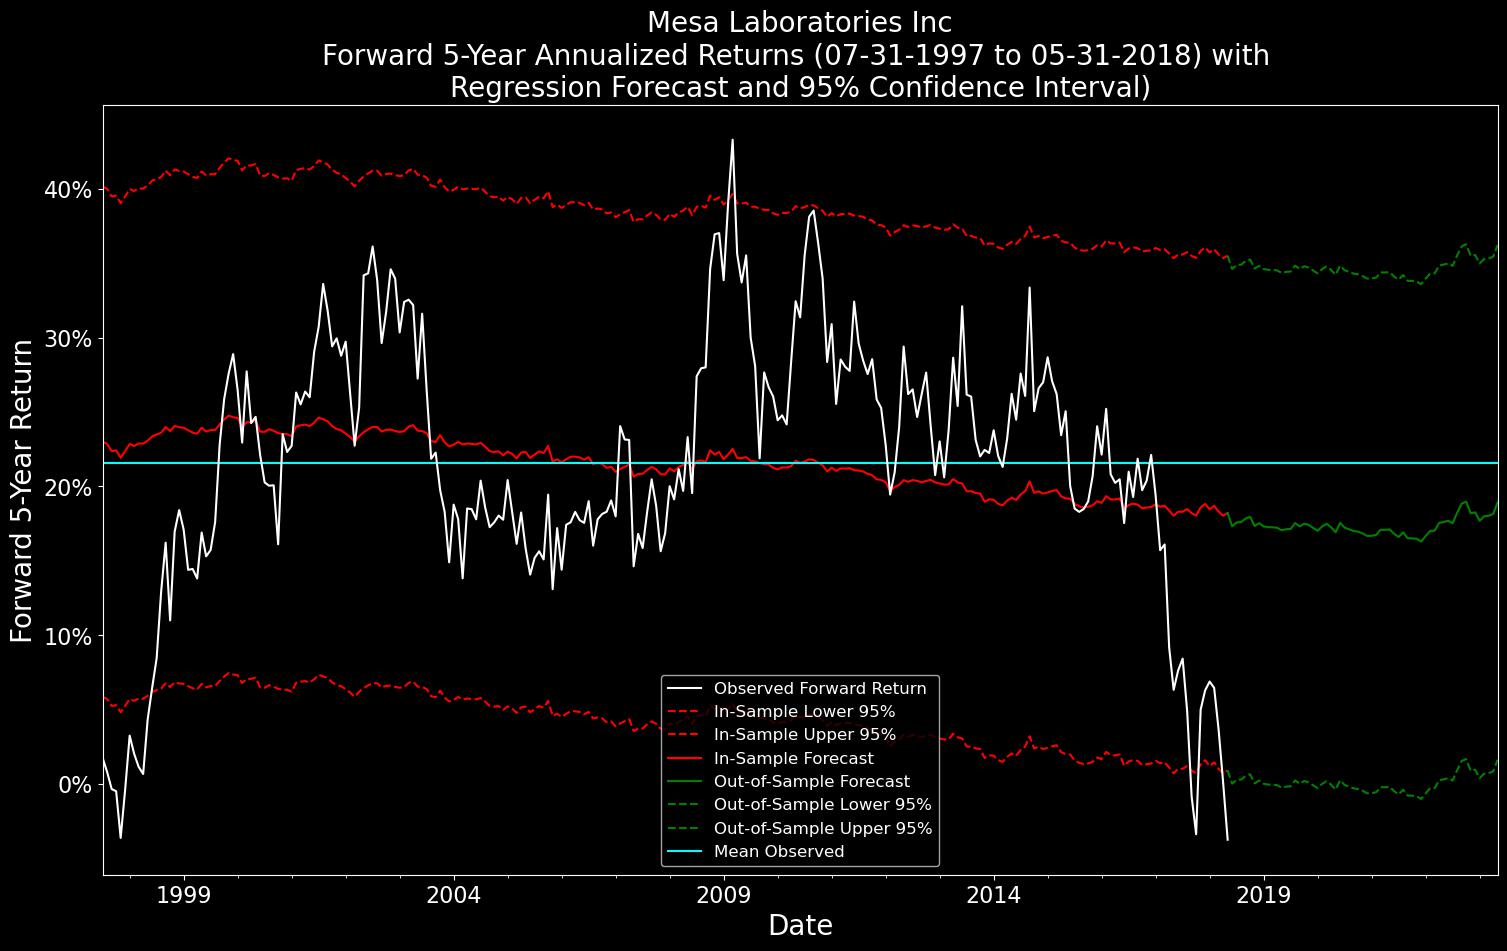 Mesa Laboratories Inc
Forward 5-Year Annualized Returns (07-31-1997 to 05-31-2018) with
Regression Forecast and 95% Confidence Interval)
Forward 5-Year Return
40%
30%
20%
10%
0%
Observed Forward Return
In-Sample Lower 95%
In-Sample Upper 95%
In-Sample Forecast
Out-of-Sample Forecast
Out-of-Sample Lower 95%
Out-of-Sample Upper 95%
Mean Observed
1999 2004 2009 2014 2019
Date